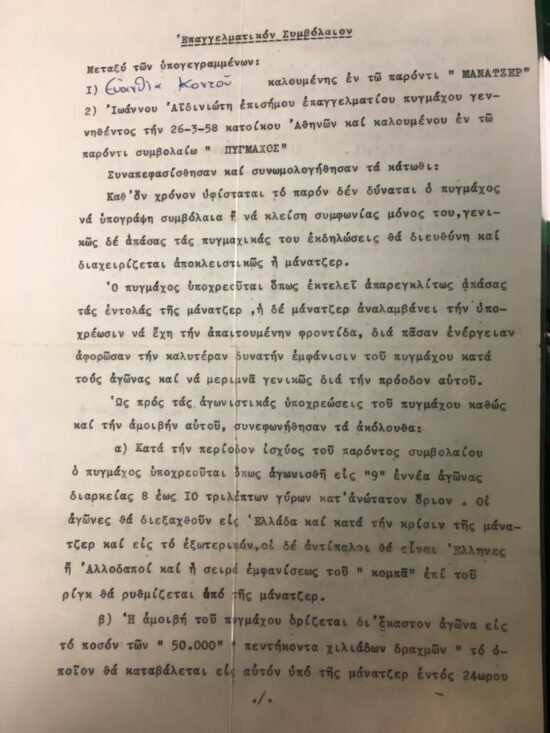 Ἐπαγγελματικόν Συμβόλαιον
Μεταξύ τῶν ὑπογεγραμμένων:
I) Εὐανθία Κοντοῦ καλουμένης ἐν τῶ παρόντι " ΜΑΝΑΤΖΕΡ"
2) Ἰωάννου Αἰδινιώτη ἐπισήμου ἐπαγγελματίου πυγμάχου γεν-
νηθέντος τήν 26-3-58 κατοίκου Ἀθηνῶν καί καλουμένου ἐν τῶ
παρόντι συμβολαίω " ΠΥΓΜΑΧΟΣ"
Συναπεφασίσθησαν καί συνωμολογήθησαν τά κάτωθι:
Καθ'ὅν χρόνον ὑφίσταται τό παρόν δέν δύναται ὁ πυγμάχος
νά ὑπογράψη συμβόλαια ἤ νά κλείση συμφωνίας μόνος του,γενι-
κῶς δέ ἁπάσας τάς πυγμαχικάς του ἐκδηλώσεις θά διευθύνη καί
διαχειρίζεται ἀποκλειστικῶς ἡ μάνατζερ.
Ὁ πυγμάχος ὑποχρεοῦται ὅπως ἐκτελεῖ ἀπαρεγκλίτως ἁπάσας
τάς ἐντολάς τῆς μάνατζερ ,ἡ δέ μάνατζερ ἀναλαμβάνει τήν ὑπο-
χρέωσιν νά ἔχη τήν ἀπαιτουμένην φροντίδα, διά πᾶσαν ἐνέργειαν
ἀφορῶσαν τήν καλυτέραν δυνατήν ἐμφάνισιν τοῦ πυγμάχου κατά
τούς ἀγῶνας καί νά μεριμνᾶ γενικῶς διά τήν πρόοδον αὐτοῦ.
Ὡς πρός τάς ἀγωνιστικάς ὑποχρεώσεις τοῦ πυγμάχου καθώς
καί τήν ἀμοιβήν αὐτοῦ, συνεφωνήθησαν τά ἀκόλουθα:
α) Κατά τήν περίοδον ἰσχύος τοῦ παρόντος συμβολαίου
ὁ πυγμάχος ὑποχρεοῦται ὅπως ἀγωνισθῆ εἰς "9" ἐννέα ἀγῶνας
διαρκείας 8 ἕως IO τριλέπτων γύρων κατ'ἀνώτατον ὅριον . Οἱ
ἀγῶνες θά διεξαχθοῦν εἰς Ἑλλάδα καί κατά τήν κρίσιν τῆς μάνα-
τζερ καί εἰς τό ἐξωτερικόν,οἱ δέ ἀντίπαλοι θά εἶναι Ἕλληνες
ἤ Ἀλλοδαποί καί ἡ σειρά ἐμφανίσεως τοῦ " κομπᾶ" ἐπί τοῦ
ρίγκ θά ρυθμίζεται ὑπό τῆς μάνατζερ.
β) Ἡ ἀμοιβή τοῦ πυγμάχου ὁρίζεται δι'ἕκαστον ἀγῶνα εἰς
τό ποσόν τῶν " 50.000" " πεντήκοντα χιλιάδων δραχμῶν " τό ὁ-
ποῖον θά καταβάλεται εἰς αὐτόν ὑπό τῆς μάνατζερ ἐντός 24ωρου
./.